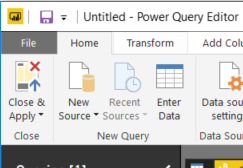 Untitled - Power Query Editor
File Home Transform Add Colu
Close & Apply New Source Recent Sources Enter Data Data sou setting
Close New Query Data Sou